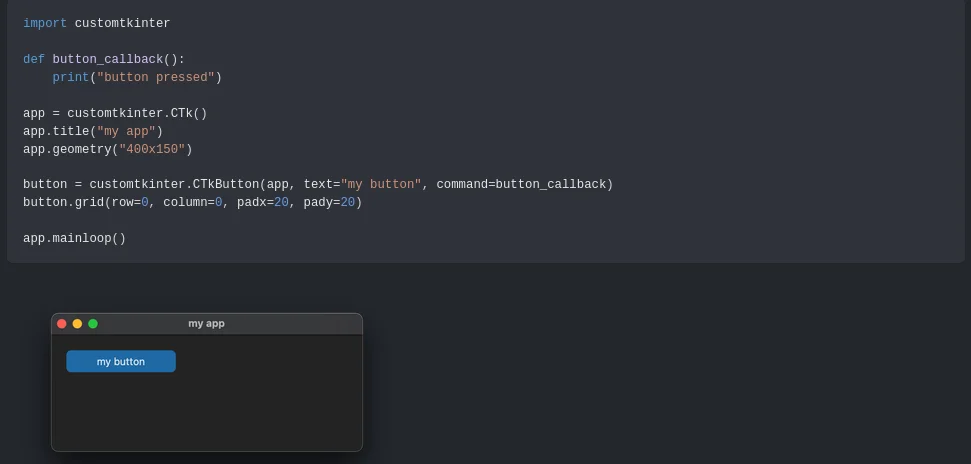 import customtkinter
def button_callback():
    print("button pressed")
app = customtkinter.CTk()
app.title("my app")
app.geometry("400x150")
button = customtkinter.CTkButton(app, text="my button", command=button_callback)
button.grid(row=0, column=0, padx=20, pady=20)
app.mainloop()
my app
my button